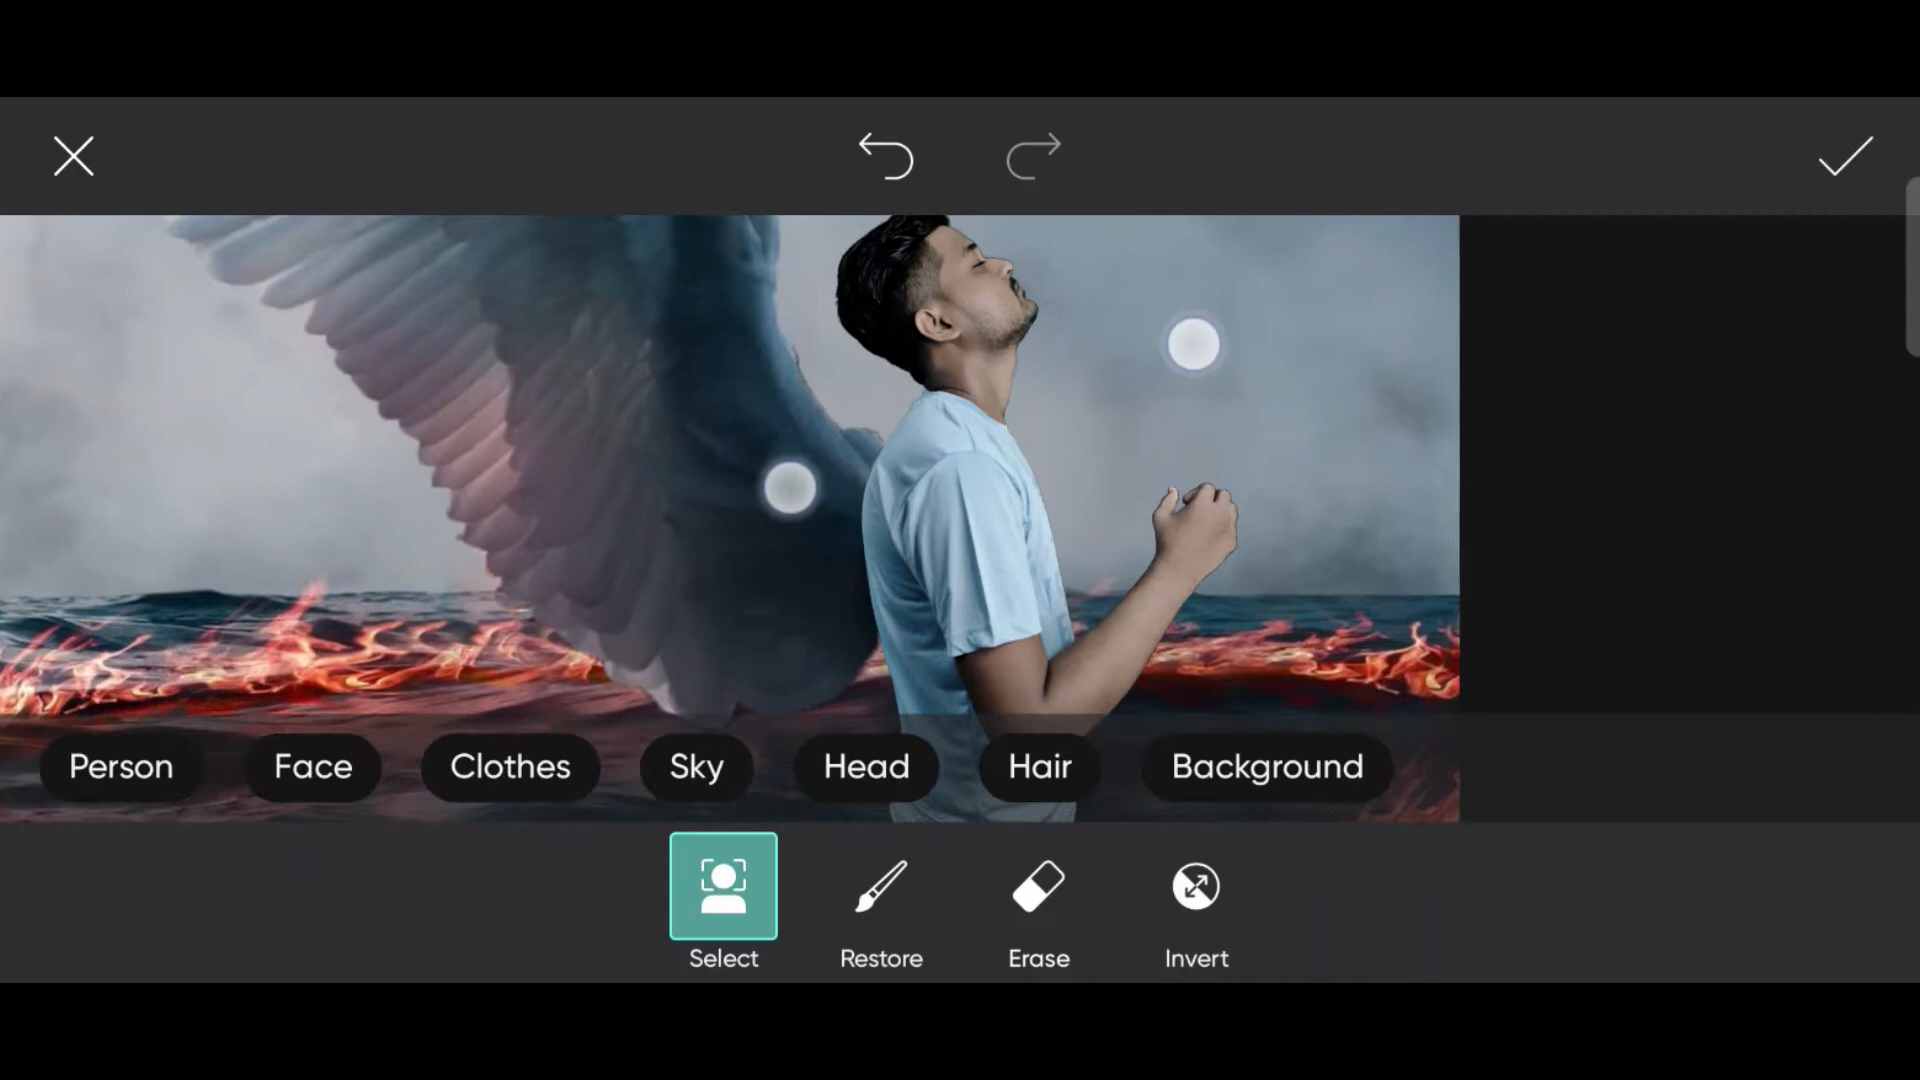 Person Face Clothes Sky Head Hair Background
Select Restore Erase Invert